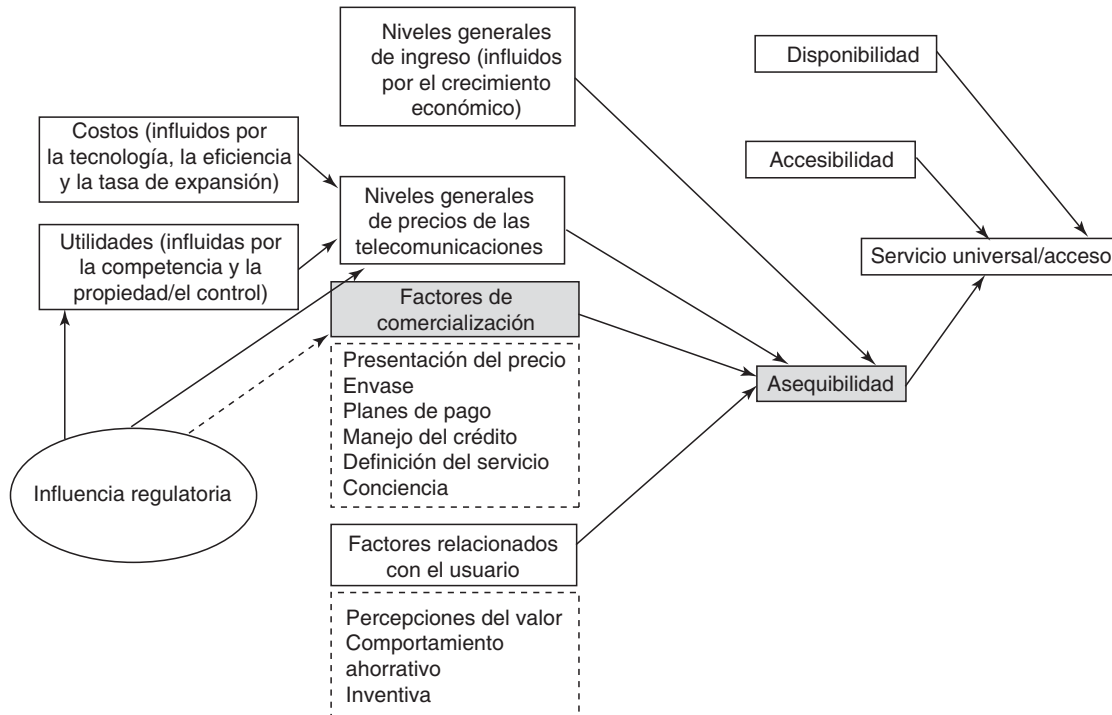 Niveles generales
de ingreso (influidos
por el crecimiento
económico)
Disponibilidad
Costos (influidos por
la tecnología, la eficiencia
y la tasa de expansión)
Accesibilidad
Niveles generales
de precios de las
telecomunicaciones
Utilidades (influidas por
la competencia y la
propiedad/el control)
Servicio universal/acceso
Factores de
comercialización
Presentación del precio
Envase
Planes de pago
Manejo del crédito
Definición del servicio
Conciencia
Asequibilidad
Influencia regulatoria
Factores relacionados
con el usuario
Percepciones del valor
Comportamiento
ahorrativo
Inventiva